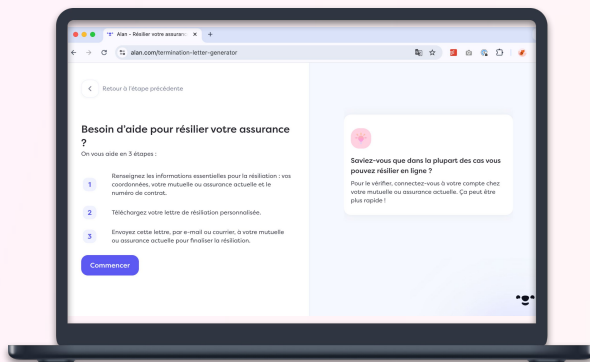 Alan - Résilier votre assuranc
alan.com/termination-letter-generator
Retour à l'étape précédente
Besoin d'aide pour résilier votre assurance
?
On vous aide en 3 étapes :
1
Renseignez les informations essentielles pour la résiliation : vos
coordonnées, votre mutuelle ou assurance actuelle et le
numéro de contrat.
2
Téléchargez votre lettre de résiliation personnalisée.
3
Envoyez cette lettre, par e-mail ou courrier, à votre mutuelle
ou assurance actuelle pour finaliser la résiliation.
Commencer
Saviez-vous que dans la plupart des cas vous
pouvez résilier en ligne ?
Pour le vérifier, connectez-vous à votre compte chez
votre mutuelle ou assurance actuelle. Ça peut être
plus rapide !